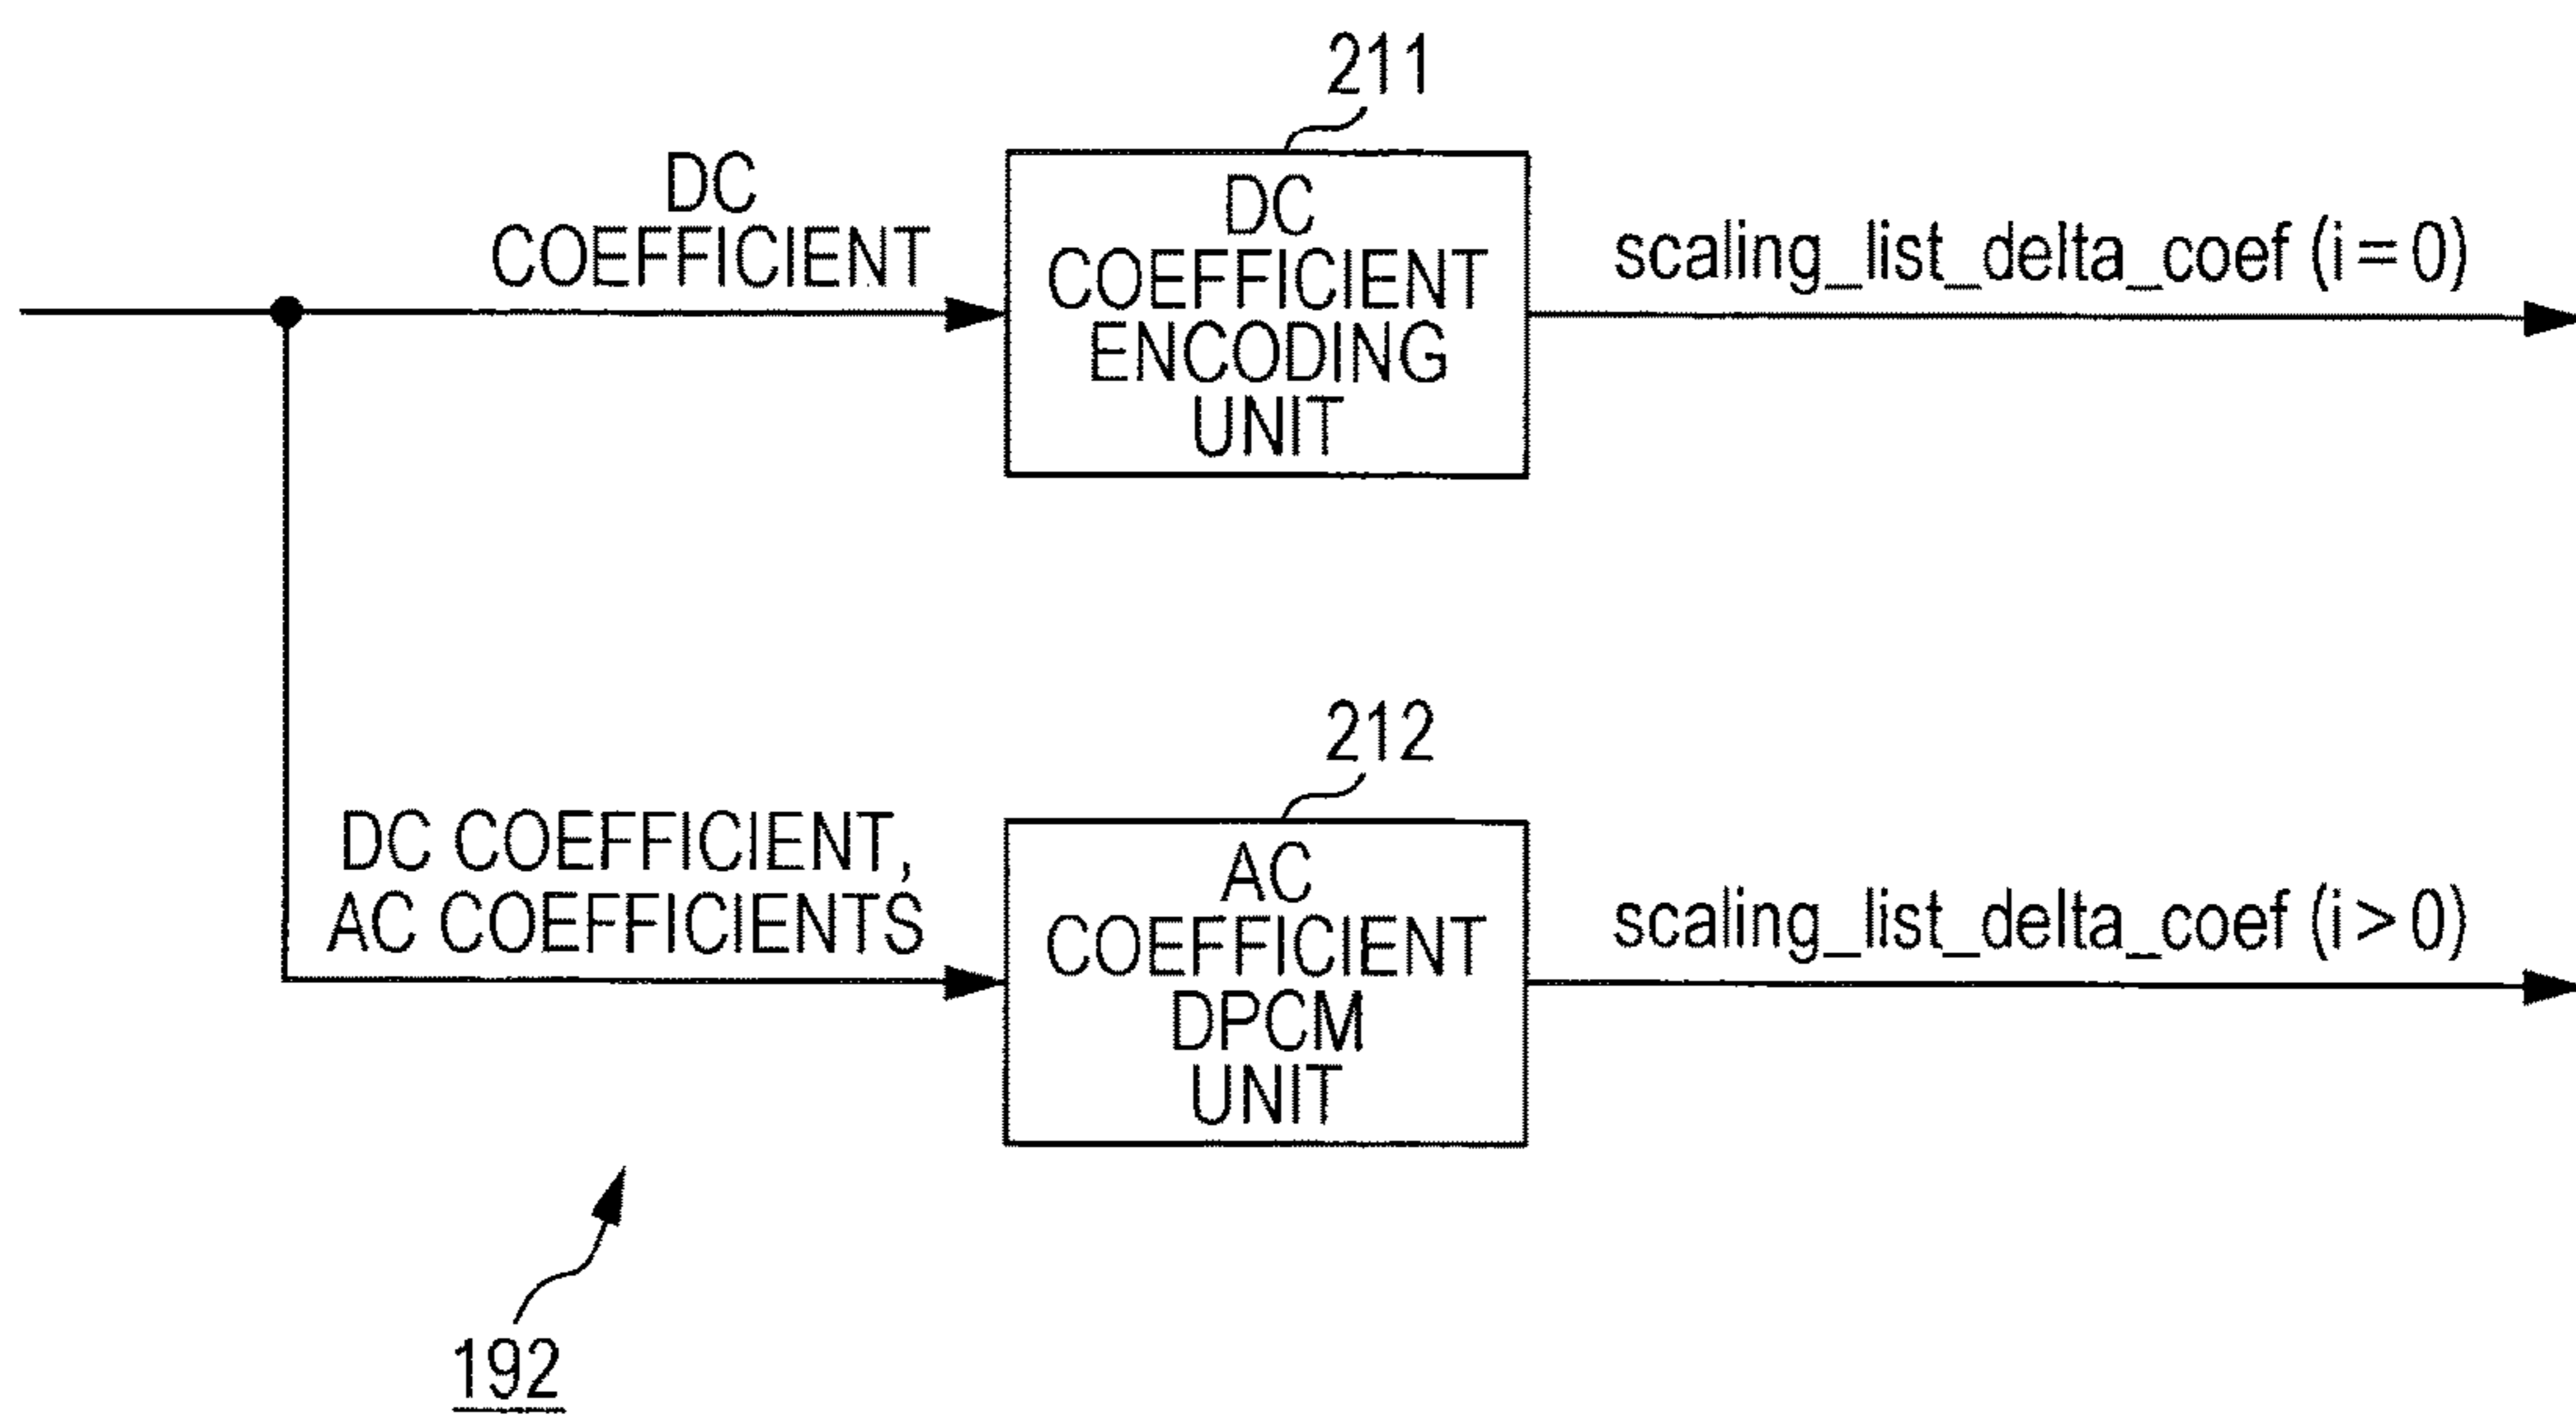 211
DC
COEFFICIENT
DC
COEFFICIENT
ENCODING
UNIT
scaling_list_delta_coef (i = 0)
212
DC COEFFICIENT,
AC COEFFICIENTS
AC
COEFFICIENT
DPCM
UNIT
scaling_list_delta_coef (i > 0)
192